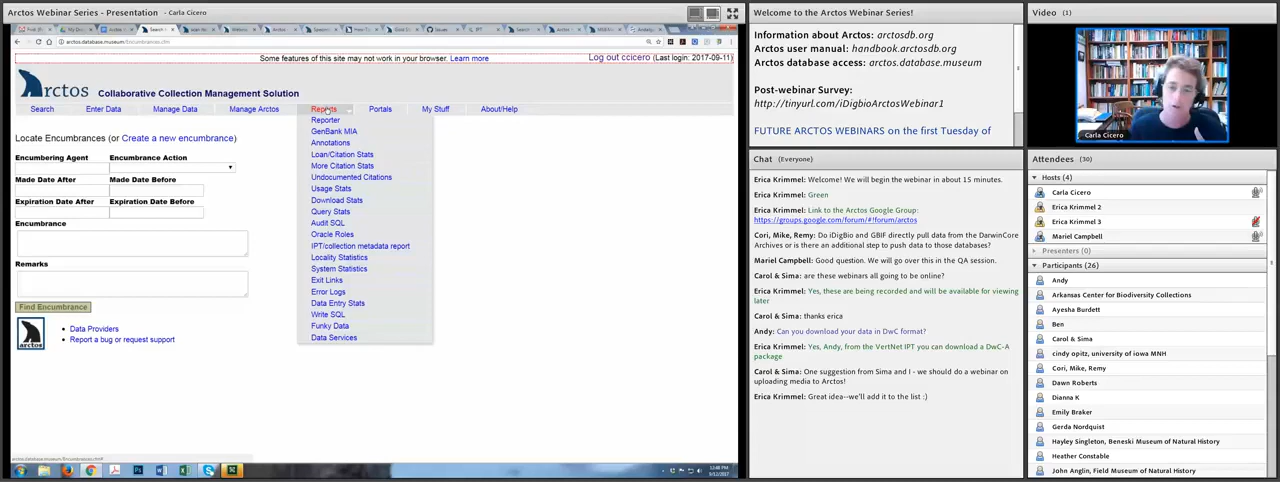 Arctos Webinar Series - Presentation - Carla Cicero
arctos.database.museum/Encumbrances.cfm
Some features of this site may not work in your browser. Learn more
Log out ccicero (Last login: 2017-09-11)
Arctos Collaborative Collection Management Solution
Search Enter Data Manage Data Manage Arctos Reports Portals My Stuff About/Help
Reporter
GenBank MIA
Annotations
Loan/Citation Stats
More Citation Stats
Undocumented Citations
Usage Stats
Download Stats
Query Stats
Audit SQL
Oracle Roles
IPT/collection metadata report
Locality Statistics
System Statistics
Exit Links
Error Logs
Data Entry Stats
Write SQL
Funky Data
Data Services
Locate Encumbrances (or Create a new encumbrance)
Encumbering Agent Encumbrance Action
Made Date After Made Date Before
Expiration Date After Expiration Date Before
Encumbrance
Remarks
Find Encumbrance
arctos
Data Providers
Report a bug or request support
12:48 PM
9/12/2017
Welcome to the Arctos Webinar Series!
Information about Arctos: arctosdb.org
Arctos user manual: handbook.arctosdb.org
Arctos database access: arctos.database.museum
Post-webinar Survey:
http://tinyurl.com/iDigbioArctosWebinar1
FUTURE ARCTOS WEBINARS on the first Tuesday of
Chat (Everyone)
Erica Krimmel: Welcome! We will begin the webinar in about 15 minutes.
Erica Krimmel: Green
Erica Krimmel: Link to the Arctos Google Group:
https://groups.google.com/forum/#!forum/arctos
Cori, Mike, Remy: Do iDigBio and GBIF directly pull data from the DarwinCore
Archives or is there an additional step to push data to those databases?
Mariel Campbell: Good question. We will go over this in the QA session.
Carol & Sima: are these webinars all going to be online?
Erica Krimmel: Yes, these are being recorded and will be available for viewing
later
Carol & Sima: thanks erica
Andy: Can you download your data in DwC format?
Erica Krimmel: Yes, Andy, from the VertNet IPT you can download a DwC-A
package
Carol & Sima: One suggestion from Sima and I - we should do a webinar on
uploading media to Arctos!
Erica Krimmel: Great idea--we'll add it to the list :)
Video (1)
Carla Cicero
Attendees (30)
Hosts (4)
Carla Cicero
Erica Krimmel 2
Erica Krimmel 3
Mariel Campbell
Presenters (0)
Participants (26)
Andy
Arkansas Center for Biodiversity Collections
Ayesha Burdett
Ben
Carol & Sima
cindy opitz, university of iowa MNH
Cori, Mike, Remy
Dawn Roberts
Dianna K
Emily Braker
Gerda Nordquist
Hayley Singleton, Beneski Museum of Natural History
Heather Constable
John Anglin, Field Museum of Natural History